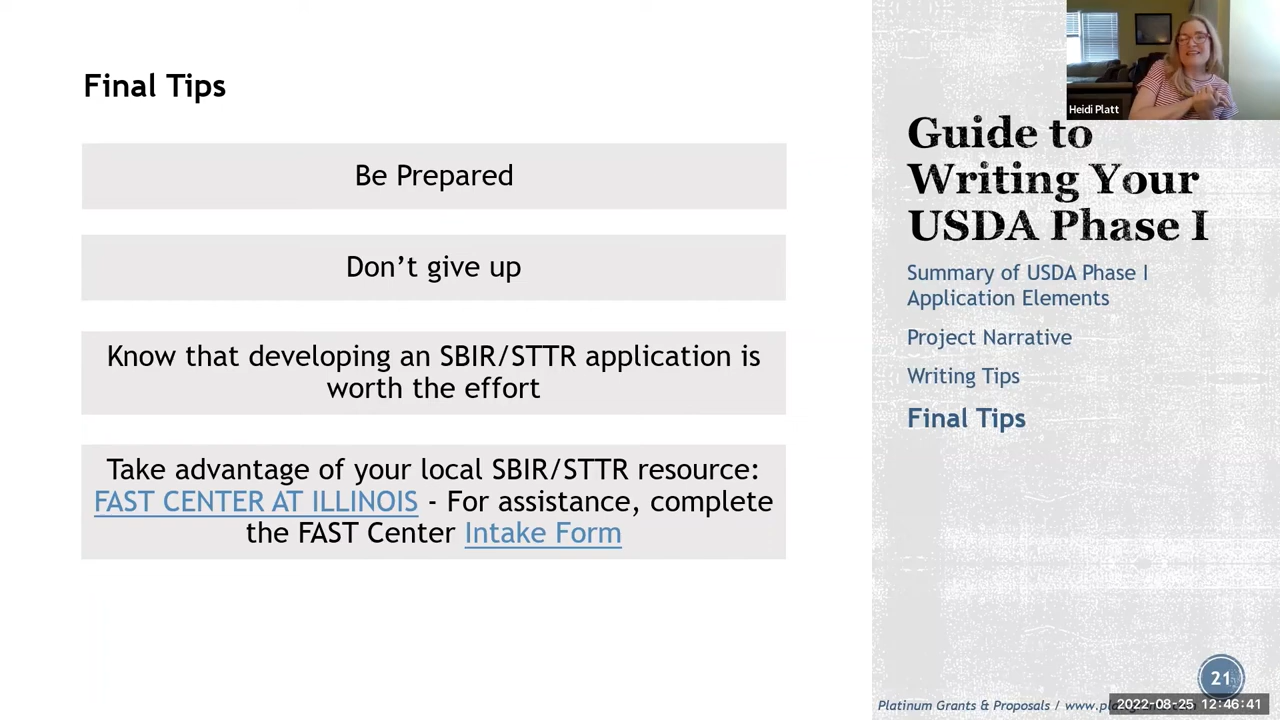 Final Tips
Be Prepared
Don’t give up
Know that developing an SBIR/STTR application is
worth the effort
Take advantage of your local SBIR/STTR resource:
FAST CENTER AT ILLINOIS - For assistance, complete
the FAST Center Intake Form
Heidi Platt
Guide to
Writing Your
USDA Phase I
Summary of USDA Phase I
Application Elements
Project Narrative
Writing Tips
Final Tips
21
Platinum Grants & Proposals /
2022-08-25 12:46:41